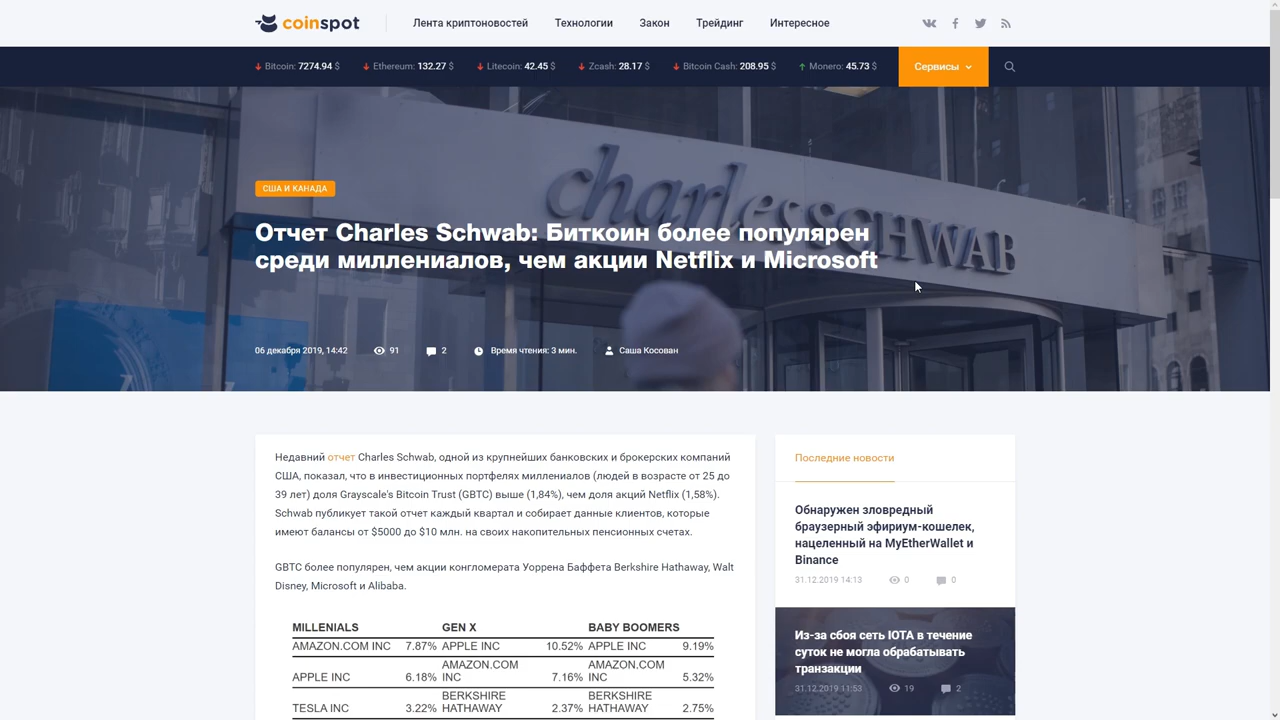 coinspot
Лента криптоновостей
Технологии
Закон
Трейдинг
Интересное
Bitcoin: 7274.94 $
Ethereum: 132.27 $
Litecoin: 42.45 $
Zcash: 28.17 $
Bitcoin Cash: 208.95 $
Monero: 45.73 $
Сервисы
charles SCHWAB
США И КАНАДА
Отчет Charles Schwab: Биткоин более популярен
среди миллениалов, чем акции Netflix и Microsoft
06 декабря 2019, 14:42
91
2
Время чтения: 3 мин.
Саша Косован
Недавний отчет Charles Schwab, одной из крупнейших банковских и брокерских компаний
США, показал, что в инвестиционных портфелях миллениалов (людей в возрасте от 25 до
39 лет) доля Grayscale's Bitcoin Trust (GBTC) выше (1,84%), чем доля акций Netflix (1,58%).
Schwab публикует такой отчет каждый квартал и собирает данные клиентов, которые
имеют балансы от $5000 до $10 млн. на своих накопительных пенсионных счетах.
GBTC более популярен, чем акции конгломерата Уоррена Баффета Berkshire Hathaway, Walt
Disney, Microsoft и Alibaba.
MILLENIALS GEN X BABY BOOMERS
AMAZON.COM INC 7.87% APPLE INC 10.52% APPLE INC 9.19%
AMAZON.COM AMAZON.COM
APPLE INC 6.18% INC 7.16% INC 5.32%
BERKSHIRE BERKSHIRE
TESLA INC 3.22% HATHAWAY 2.37% HATHAWAY 2.75%
Последние новости
Обнаружен зловредный
браузерный эфириум-кошелек,
нацеленный на MyEtherWallet и
Binance
31.12.2019 14:13
0
0
Из-за сбоя сеть IOTA в течение
суток не могла обрабатывать
транзакции
31.12.2019 11:53
19
2